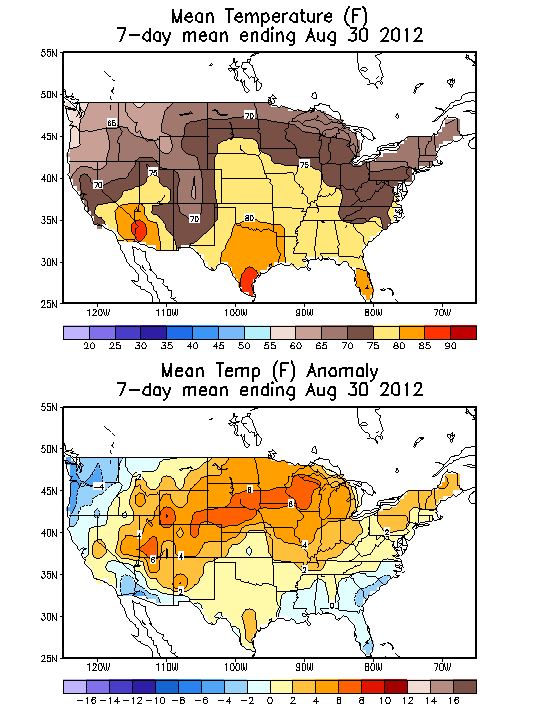 Mean Temperature (F)
7-day mean ending Aug 30 2012
55N
50N
45N
40N
35N
30N
25N
65
70
75
75
70
70
80
120W 110W 100W 90W 80W 70W
20 25 30 35 40 45 50 55 60 65 70 75 80 85 90
Mean Temp (F) Anomaly
7-day mean ending Aug 30 2012
55N
50N
45N
40N
35N
30N
25N
-4
8
6
2
4
4
6
2
0
120W 110W 100W 90W 80W 70W
-16 -14 -12 -10 -8 -6 -4 -2 0 2 4 6 8 10 12 14 16